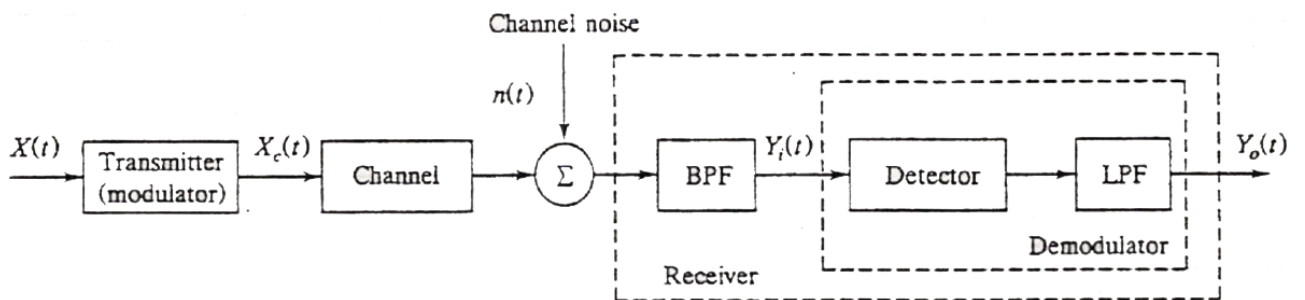 Channel noise
n(t)
X(t)
Transmitter
(modulator)
X_c(t)
Channel
Σ
BPF
Y_i(t)
Detector
LPF
Y_o(t)
Demodulator
Receiver